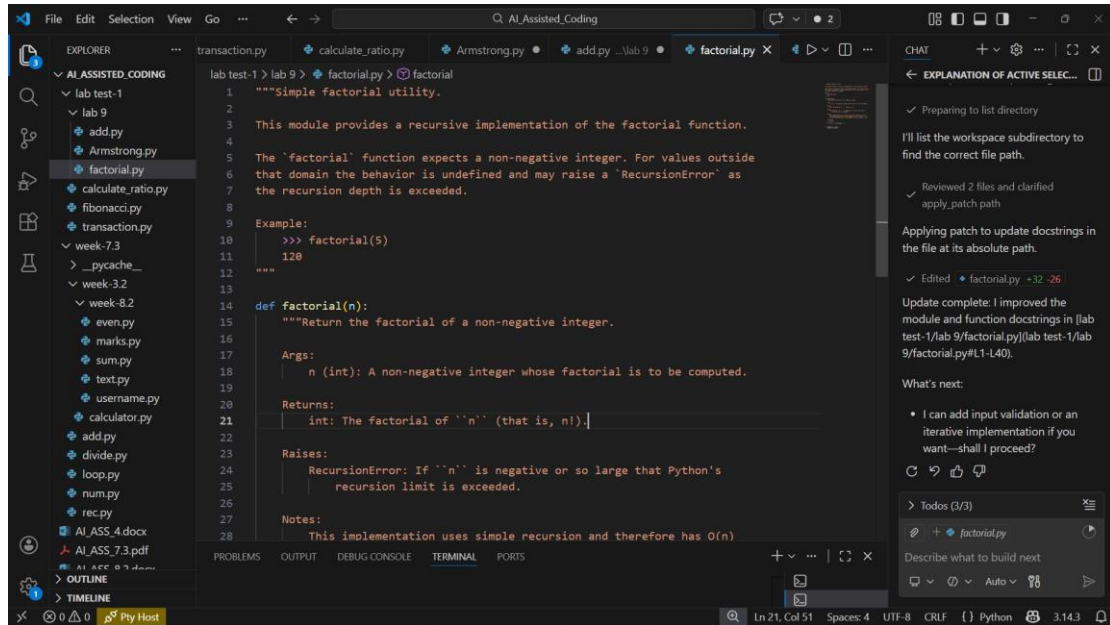 File Edit Selection View Go ··· AI_Assisted_Coding 2
EXPLORER ···
AI_ASSISTED_CODING
lab test-1
lab 9
add.py
Armstrong.py
factorial.py
calculate_ratio.py
fibonacci.py
transaction.py
week-7.3
__pycache__
week-3.2
week-8.2
even.py
marks.py
sum.py
text.py
username.py
calculator.py
add.py
divide.py
loop.py
num.py
rec.py
AI_ASS_4.docx
AI_ASS_7.3.pdf
OUTLINE
TIMELINE
transaction.py calculate_ratio.py Armstrong.py add.py ...\lab 9 factorial.py
lab test-1 > lab 9 > factorial.py > factorial
1 """Simple factorial utility.
2
3 This module provides a recursive implementation of the factorial function.
4
5 The `factorial` function expects a non-negative integer. For values outside
6 that domain the behavior is undefined and may raise a `RecursionError` as
7 the recursion depth is exceeded.
8
9 Example:
10 >>> factorial(5)
11 120
12 """
13
14 def factorial(n):
15 """Return the factorial of a non-negative integer.
16
17 Args:
18 n (int): A non-negative integer whose factorial is to be computed.
19
20 Returns:
21 int: The factorial of ``n`` (that is, n!).
22
23 Raises:
24 RecursionError: If ``n`` is negative or so large that Python's
25 recursion limit is exceeded.
26
27 Notes:
28 This implementation uses simple recursion and therefore has O(n)
PROBLEMS OUTPUT DEBUG CONSOLE TERMINAL PORTS
CHAT
EXPLANATION OF ACTIVE SELEC...
Preparing to list directory
I'll list the workspace subdirectory to
find the correct file path.
Reviewed 2 files and clarified
apply_patch path
Applying patch to update docstrings in
the file at its absolute path.
Edited factorial.py +32 -26
Update complete: I improved the
module and function docstrings in [lab
test-1/lab 9/factorial.py](lab test-1/lab
9/factorial.py#L1-L40).
What's next:
• I can add input validation or an
iterative implementation if you
want—shall I proceed?
Todos (3/3)
factorial.py
Describe what to build next
Auto
0 0 Pty Host Ln 21, Col 51 Spaces: 4 UTF-8 CRLF {} Python 3.14.3